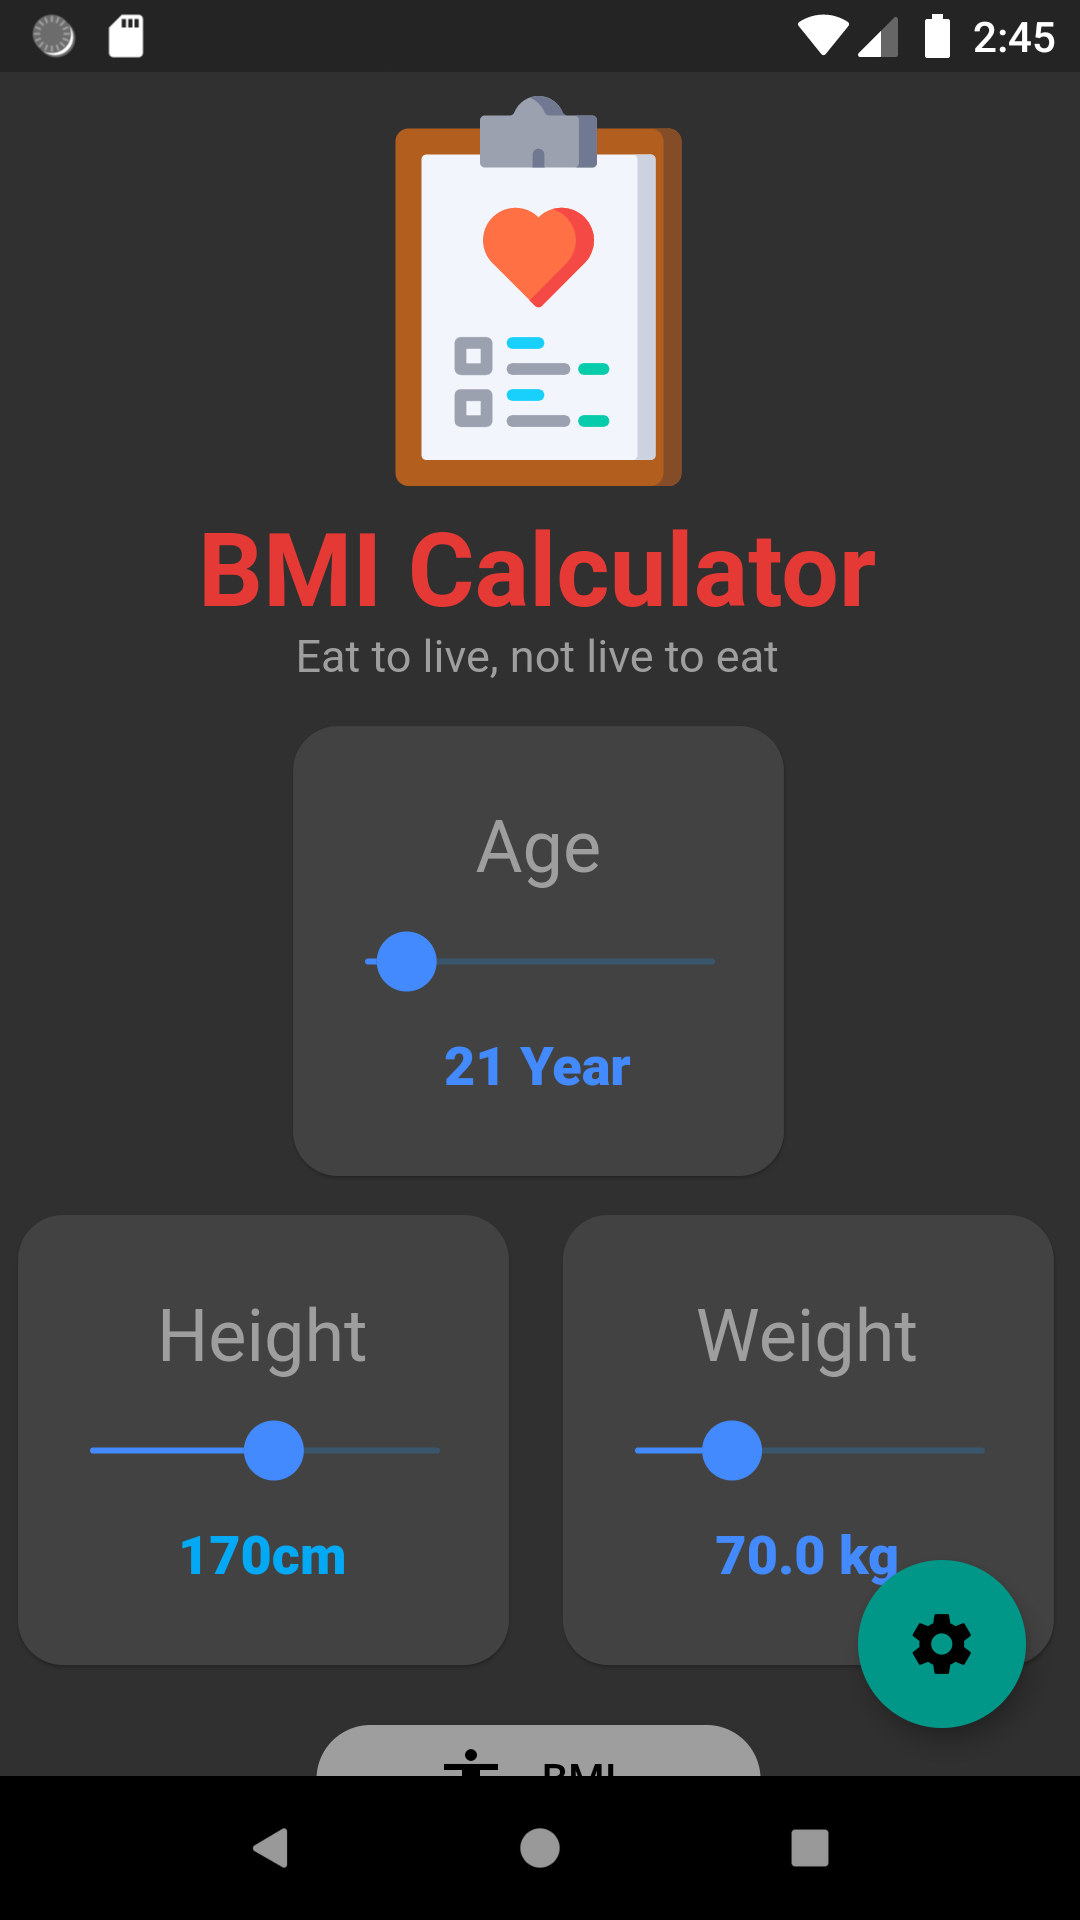 2:45
BMI Calculator
Eat to live, not live to eat
Age
21 Year
Height
Weight
170cm
70.0 kg
BMI